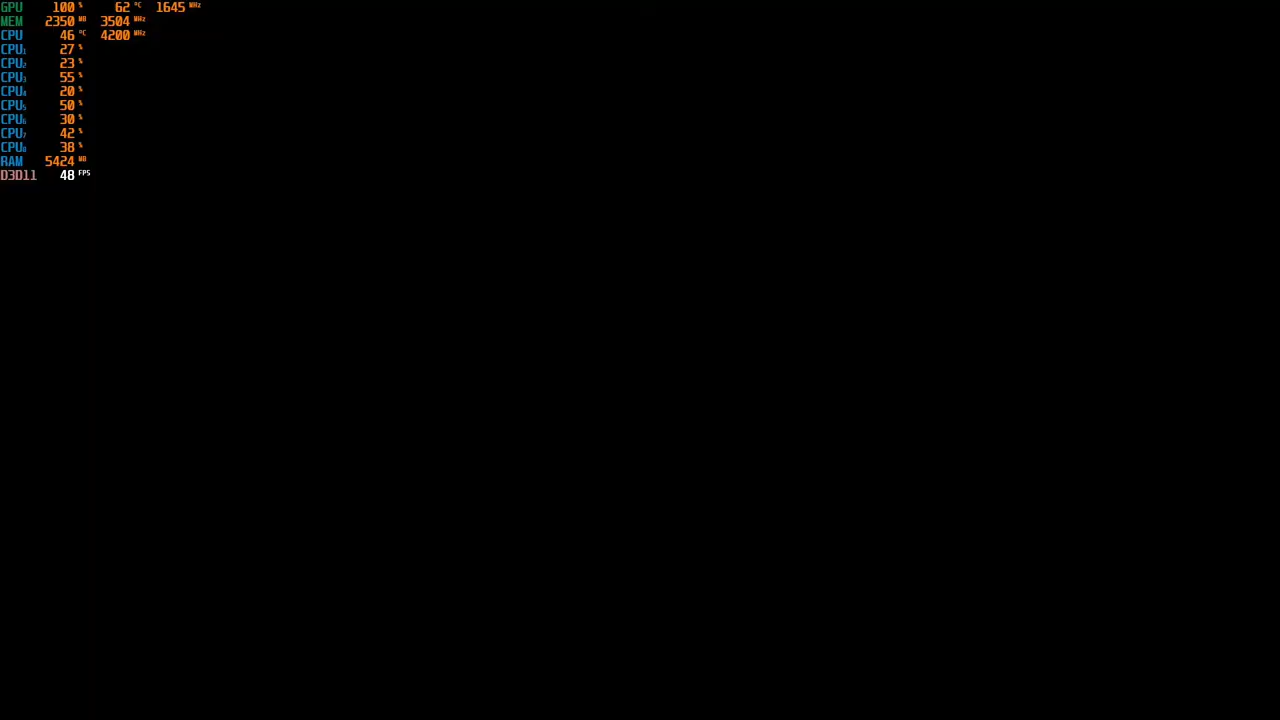 GPU 100 % 62 °C 1645 MHz
MEM 2350 MB 3504 MHz
CPU 46 °C 4200 MHz
CPU1 27 %
CPU2 23 %
CPU3 55 %
CPU4 20 %
CPU5 50 %
CPU6 30 %
CPU7 42 %
CPU8 38 %
RAM 5424 MB
D3D11 48 FPS